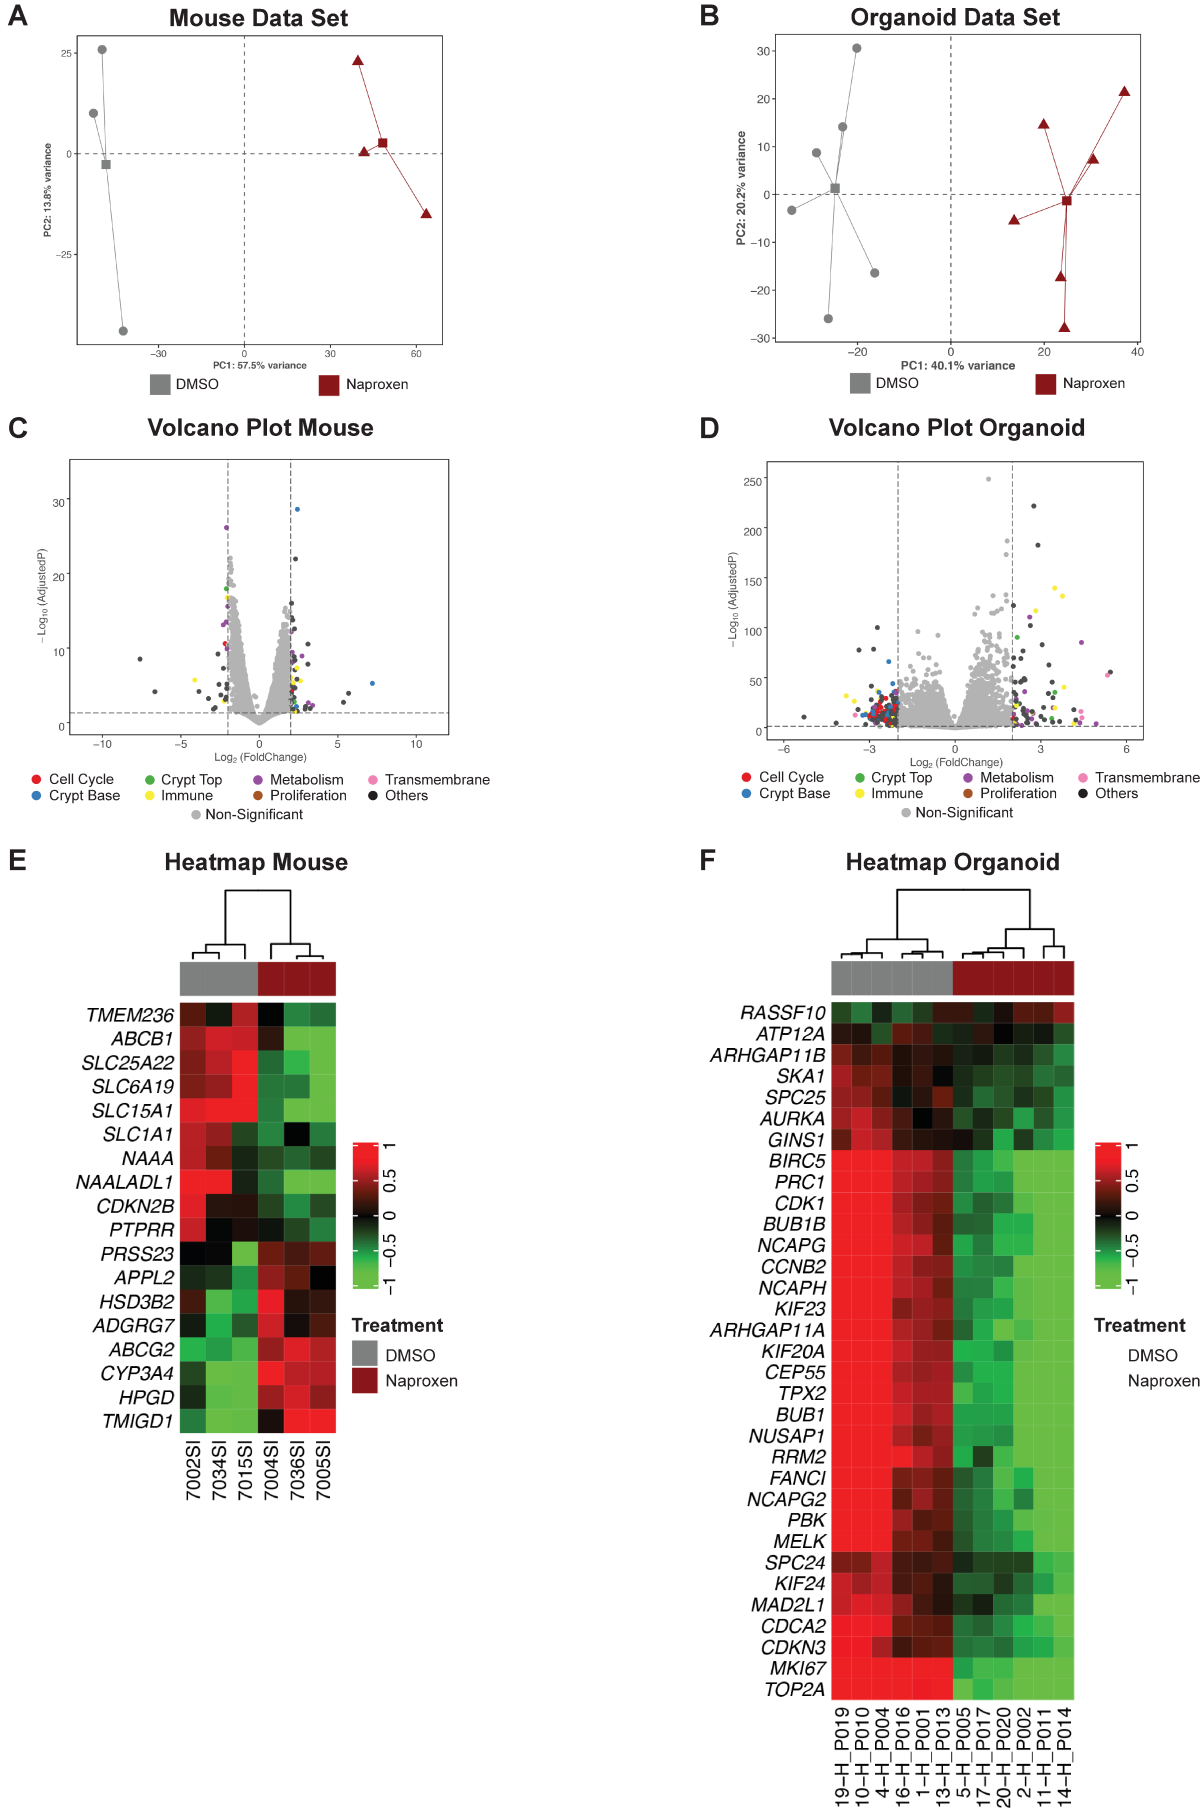 A
Mouse Data Set
25
0
−25
PC2: 13.8% variance
−30
0
30
60
PC1: 57.5% variance
DMSO
Naproxen
B
Organoid Data Set
30
20
10
0
−10
−20
−30
PC2: 20.2% variance
−20
0
20
40
PC1: 40.1% variance
DMSO
Naproxen
C
Volcano Plot Mouse
30
20
10
0
−Log10 (AdjustedP)
−10
−5
0
5
10
Log2 (FoldChange)
Cell Cycle
Crypt Top
Metabolism
Transmembrane
Crypt Base
Immune
Proliferation
Others
Non-Significant
D
Volcano Plot Organoid
250
200
150
100
50
0
−Log10 (AdjustedP)
−6
−3
0
3
6
Log2 (FoldChange)
Cell Cycle
Crypt Top
Metabolism
Transmembrane
Crypt Base
Immune
Proliferation
Others
Non-Significant
E
Heatmap Mouse
TMEM236
ABCB1
SLC25A22
SLC6A19
SLC15A1
SLC1A1
NAAA
NAALADL1
CDKN2B
PTPRR
PRSS23
APPL2
HSD3B2
ADGRG7
ABCG2
CYP3A4
HPGD
TMIGD1
7002SI
7034SI
7015SI
7004SI
7036SI
7005SI
1
0.5
0
−0.5
−1
Treatment
DMSO
Naproxen
F
Heatmap Organoid
RASSF10
ATP12A
ARHGAP11B
SKA1
SPC25
AURKA
GINS1
BIRC5
PRC1
CDK1
BUB1B
NCAPG
CCNB2
NCAPH
KIF23
ARHGAP11A
KIF20A
CEP55
TPX2
BUB1
NUSAP1
RRM2
FANCI
NCAPG2
PBK
MELK
SPC24
KIF24
MAD2L1
CDCA2
CDKN3
MKI67
TOP2A
19−H_P019
10−H_P010
4−H_P004
16−H_P016
1−H_P001
13−H_P013
5−H_P005
17−H_P017
20−H_P020
2−H_P002
11−H_P011
14−H_P014
1
0.5
0
−0.5
−1
Treatment
DMSO
Naproxen